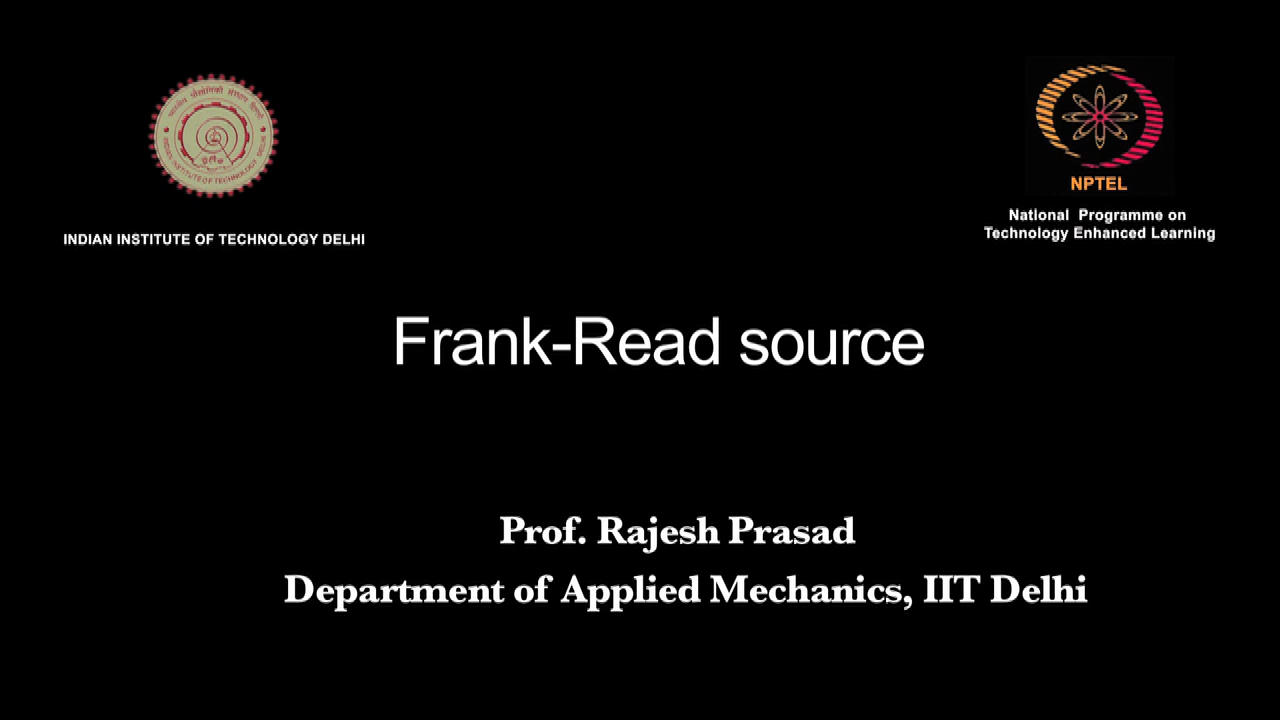 INDIAN INSTITUTE OF TECHNOLOGY DELHI
NPTEL
National Programme on
Technology Enhanced Learning
Frank-Read source
Prof. Rajesh Prasad
Department of Applied Mechanics, IIT Delhi